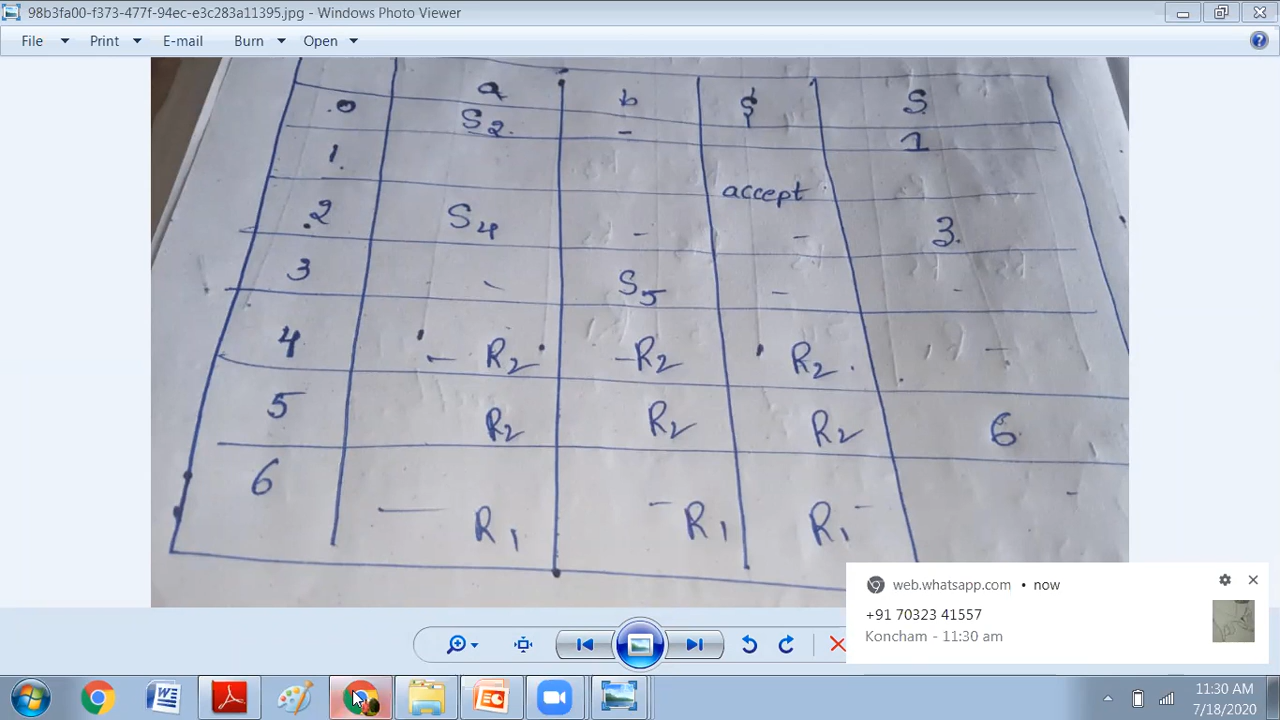 98b3fa00-f373-477f-94ec-e3c283a11395.jpg - Windows Photo Viewer
File Print E-mail Burn Open
a b $ S
0 S2 - 1
1 accept
2 S4 - - 3
3 - S5 - -
4 - R2 - R2 R2 -
5 R2 R2 R2 6
6 - R1 - R1 R1 - -
web.whatsapp.com • now
+91 70323 41557
Koncham - 11:30 am
11:30 AM
7/18/2020